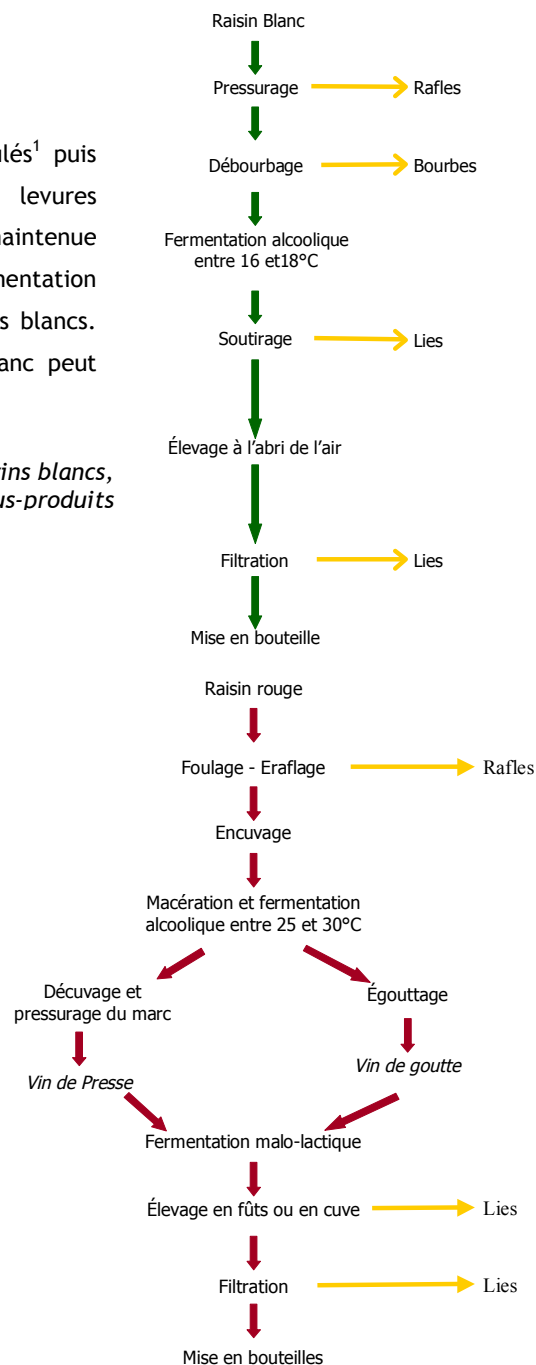 Raisin Blanc
Pressurage
Rafles
ulés1 puis
levures
Débourbage
Bourbes
maintenue
mentation
Fermentation alcoolique
entre 16 et18°C
s blancs.
anc peut
Soutirage
Lies
Élevage à l'abri de l'air
ins blancs,
us-produits
Filtration
Lies
Mise en bouteille
Raisin rouge
Foulage - Eraflage
Rafles
Encuvage
Macération et fermentation
alcoolique entre 25 et 30°C
Décuvage et
pressurage du marc
Égouttage
Vin de Presse
Vin de goutte
Fermentation malo-lactique
Élevage en fûts ou en cuve
Lies
Filtration
Lies
Mise en bouteilles